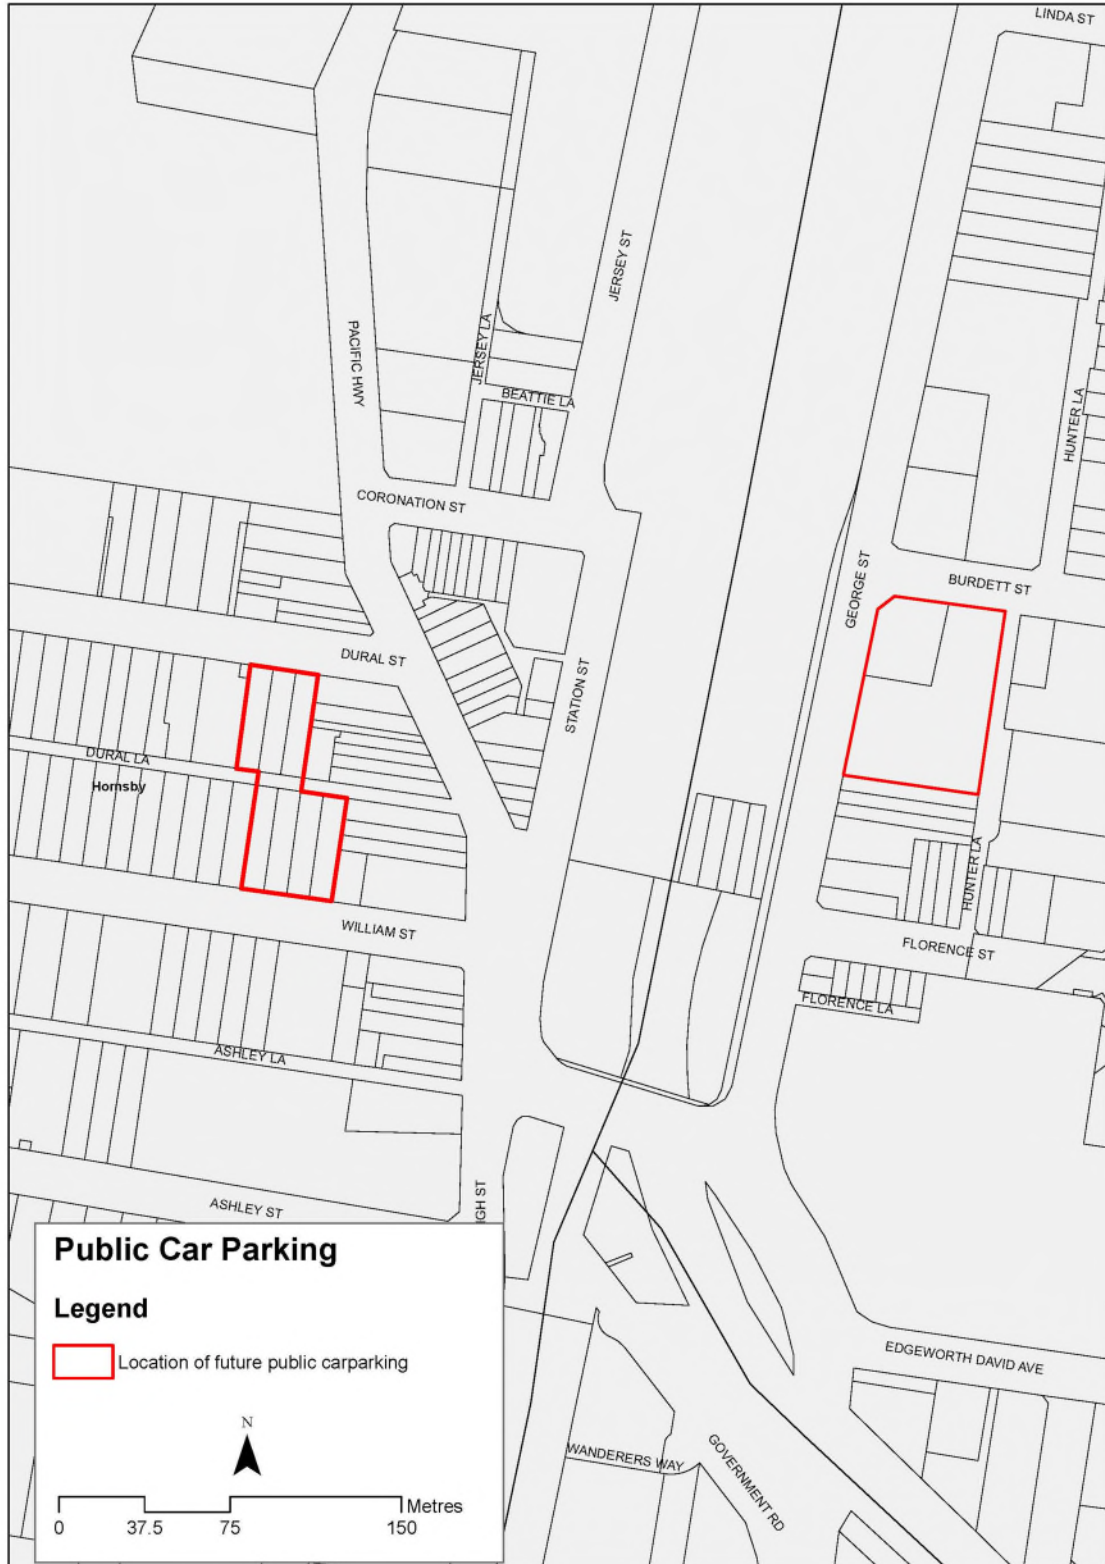 LINDA ST
JERSEY ST
PACIFIC HWY
JERSEY LA
BEATTIE LA
HUNTER LA
CORONATION ST
GEORGE ST
BURDETT ST
DURAL ST
STATION ST
DURAL LA
Hornsby
HUNTER LA
WILLIAM ST
FLORENCE ST
FLORENCE LA
ASHLEY LA
ASHLEY ST
IGH ST
Public Car Parking
Legend
Location of future public carparking
N
Metres
0 37.5 75 150
EDGEWORTH DAVID AVE
WANDERERS WAY
GOVERNMENT RD